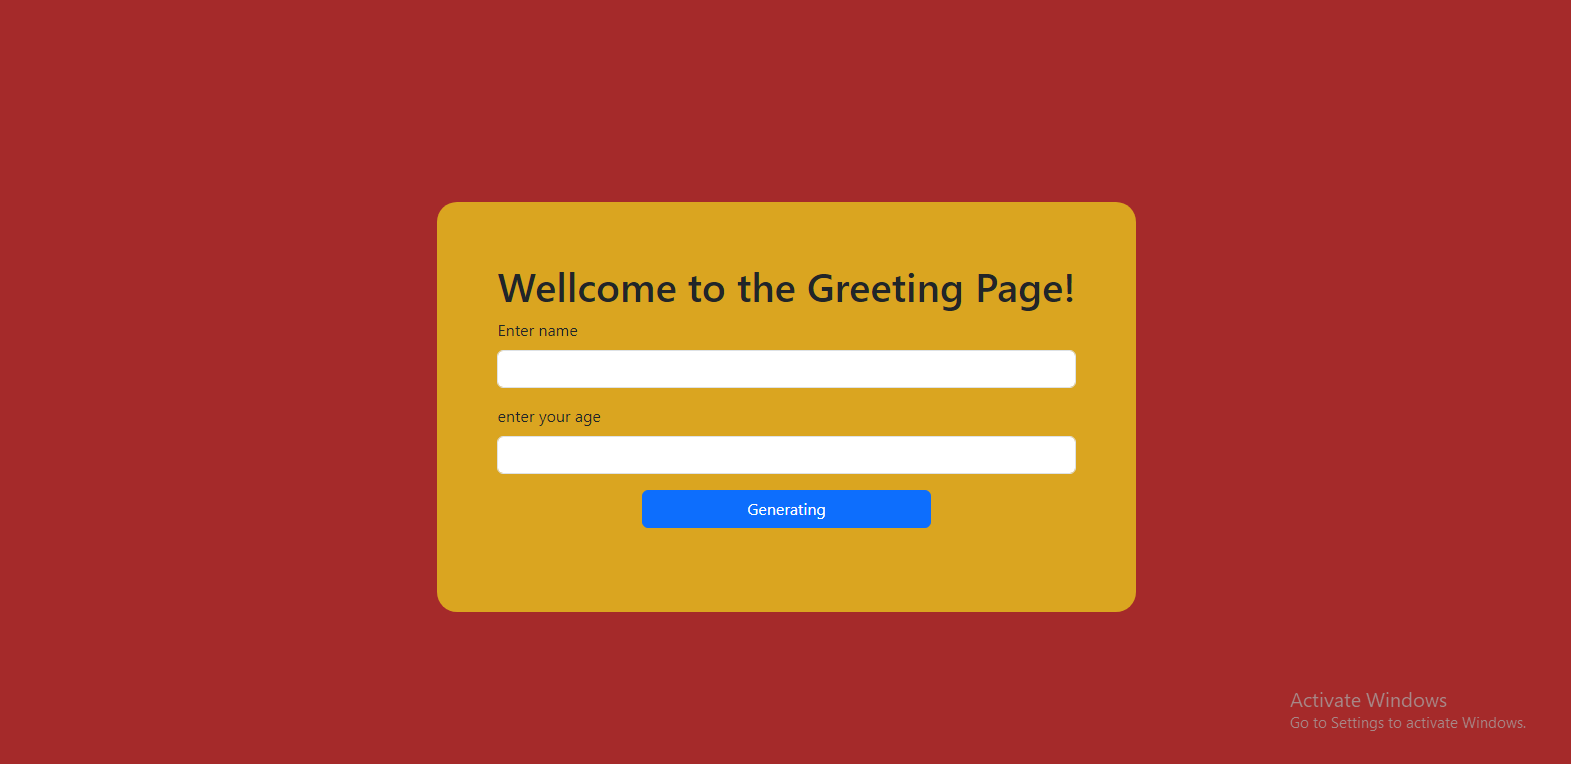 Wellcome to the Greeting Page!
Enter name
enter your age
Generating
Activate Windows
Go to Settings to activate Windows.